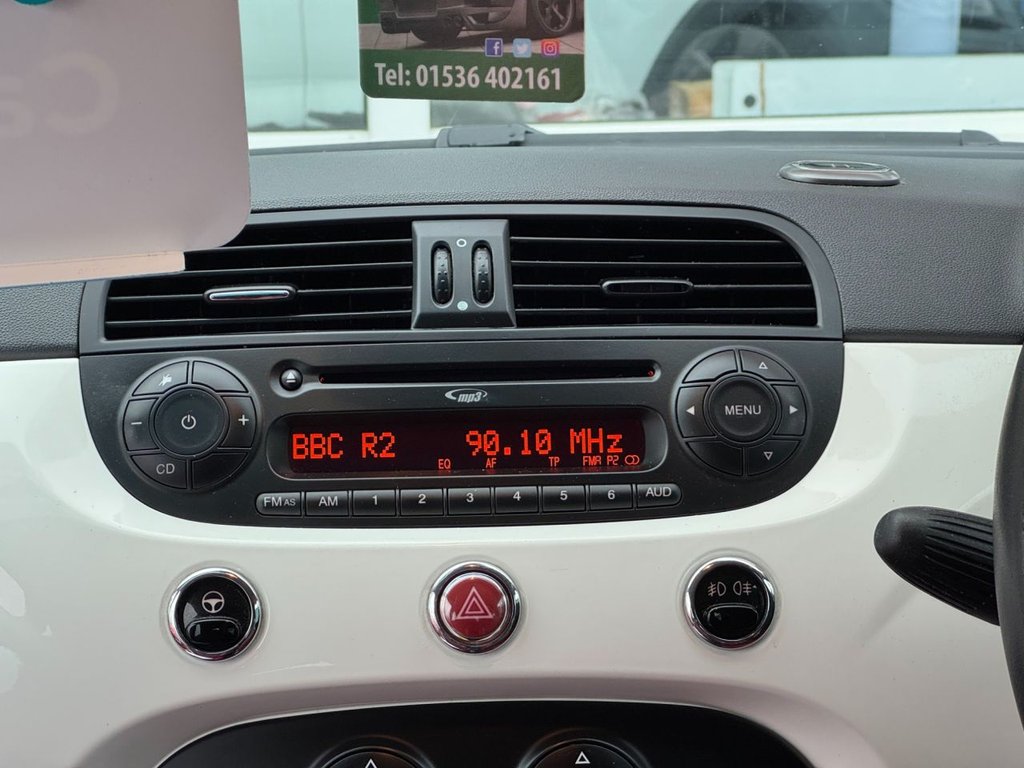 Tel: 01536 402161
mp3
BBC R2 90.10 MHz
EQ AF TP FMA P2
CD
MENU
FM AS AM 1 2 3 4 5 6 AUD